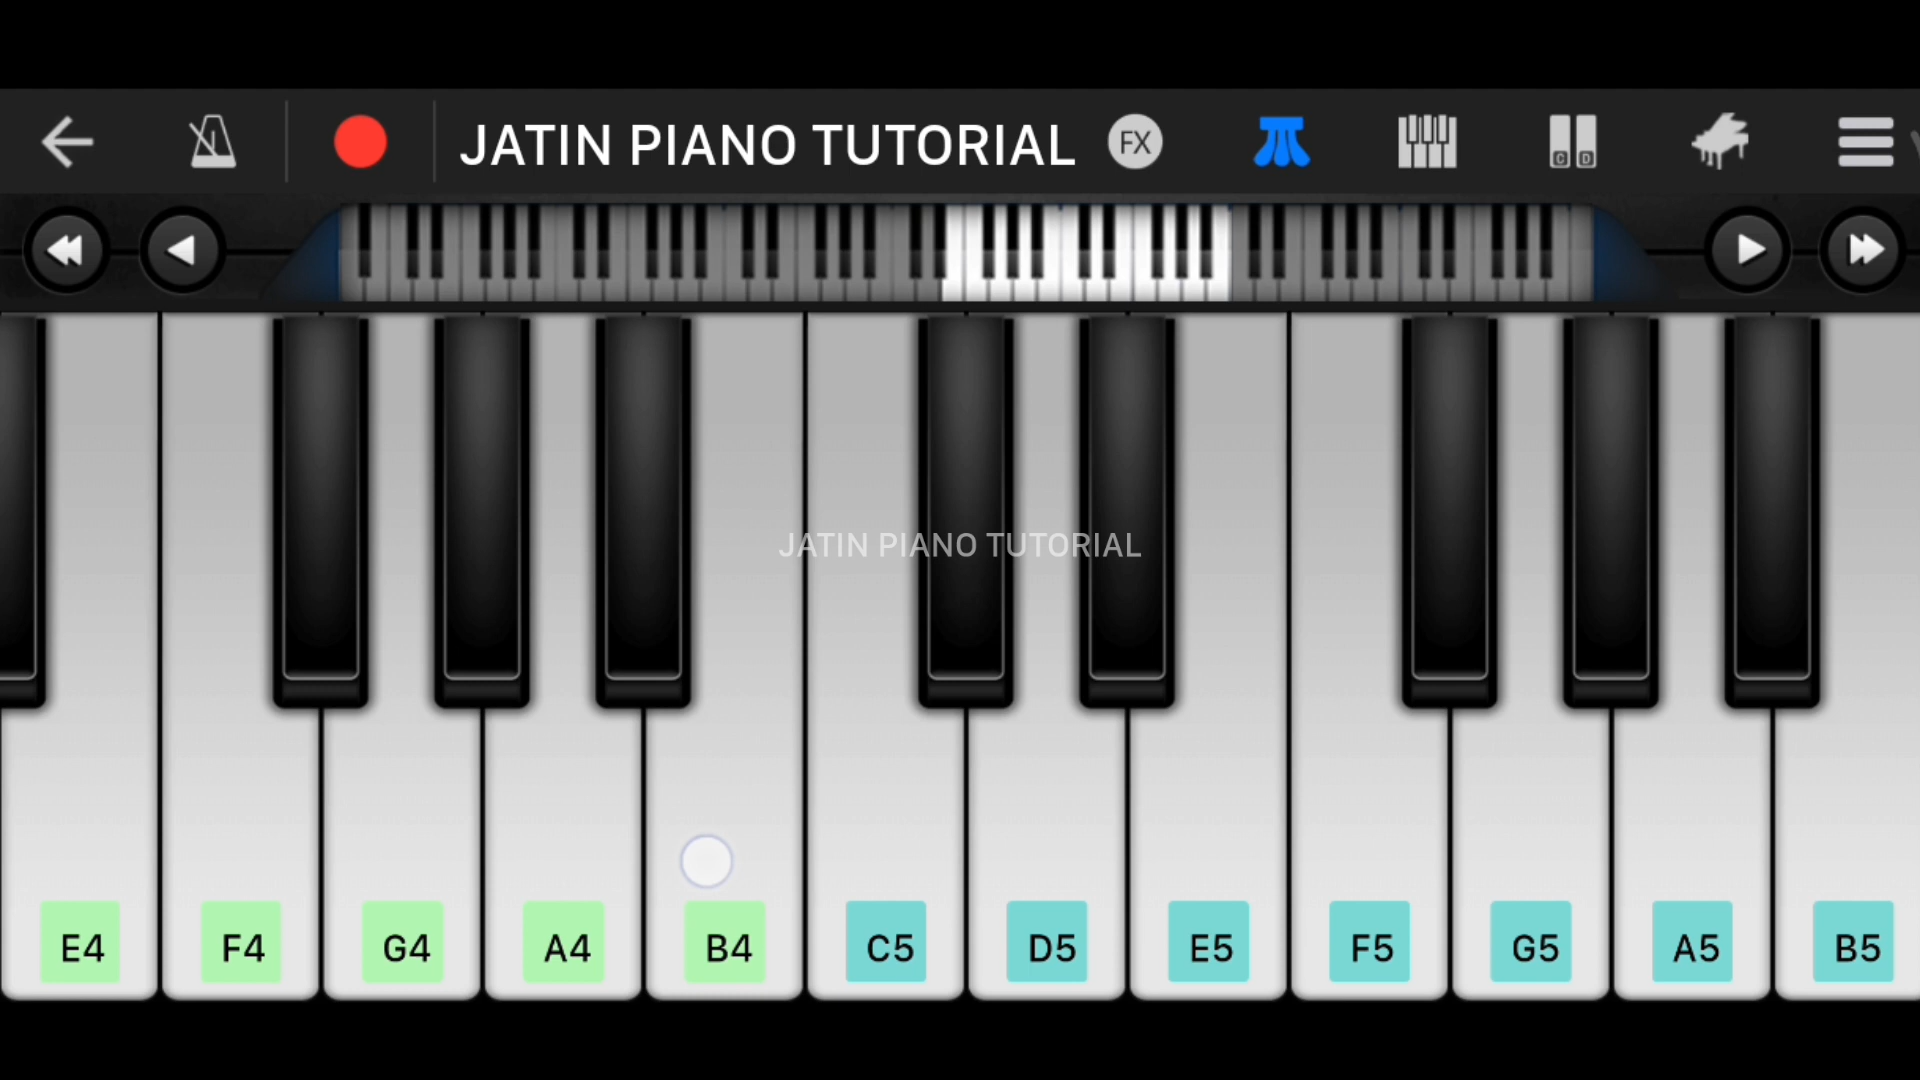 JATIN PIANO TUTORIAL
FX
C D
JATIN PIANO TUTORIAL
E4 F4 G4 A4 B4 C5 D5 E5 F5 G5 A5 B5